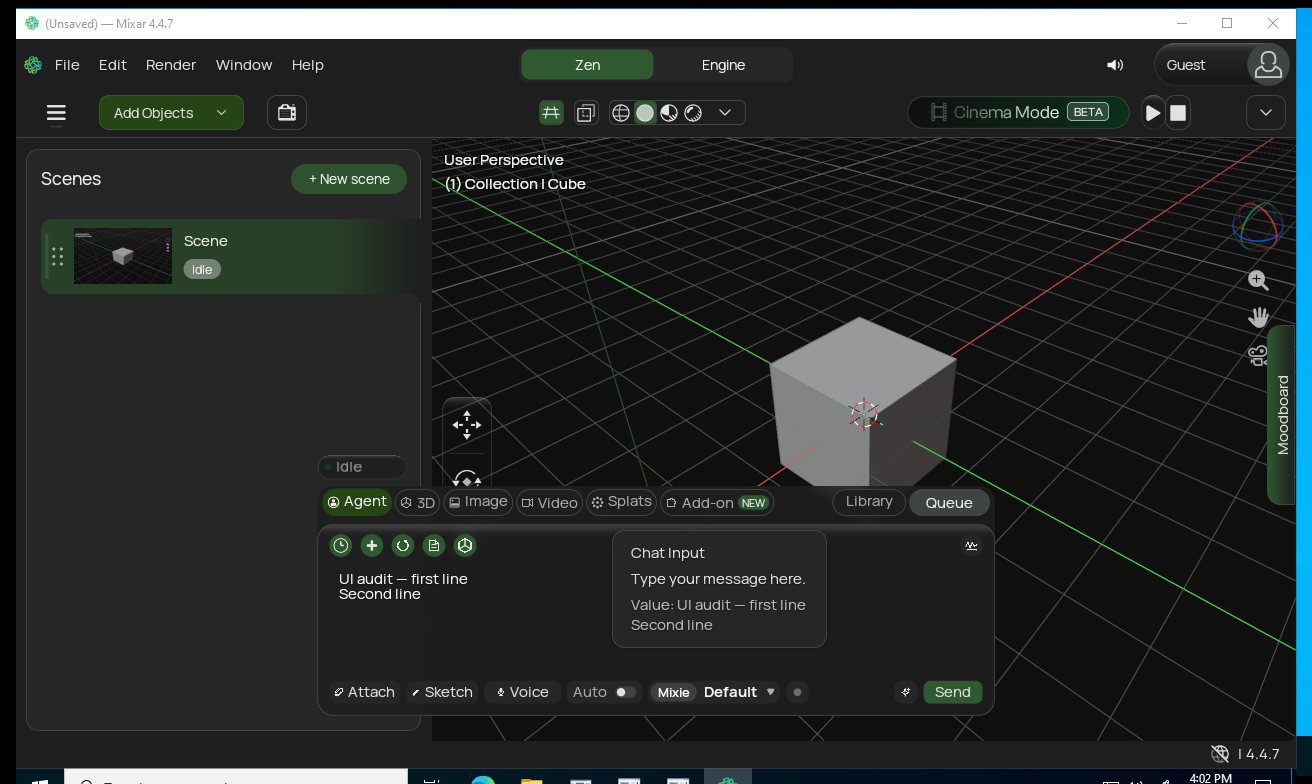 (Unsaved) — Mixar 4.4.7
File Edit Render Window Help
Zen Engine
Guest
Add Objects
Cinema Mode BETA
User Perspective
(1) Collection | Cube
Scenes
+ New scene
Scene
Idle
Moodboard
Idle
Agent 3D Image Video Splats Add-on NEW Library Queue
Chat Input
Type your message here.
Value: UI audit — first line
Second line
UI audit — first line
Second line
Attach Sketch Voice Auto Mixie Default Send
| 4.4.7
4:02 PM